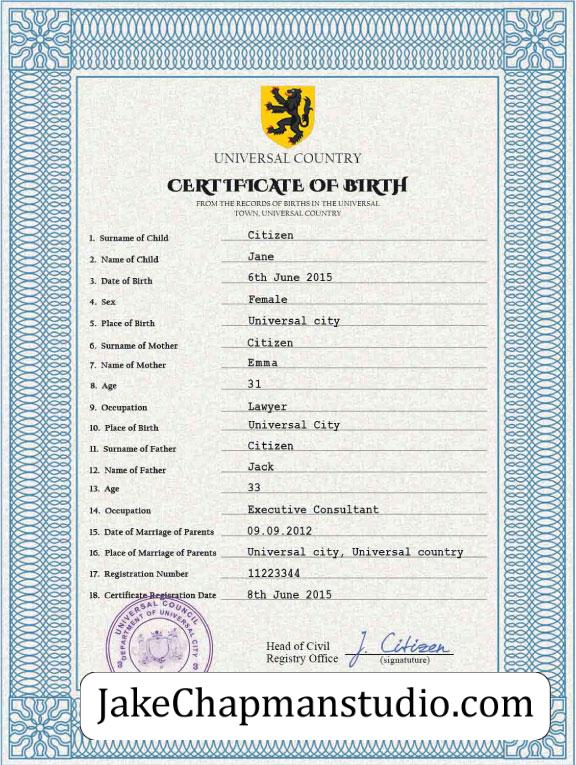 UNIVERSAL COUNTRY
CERTIFICATE OF BIRTH
FROM THE RECORDS OF BIRTHS IN THE UNIVERSAL
TOWN, UNIVERSAL COUNTRY
1. Surname of Child Citizen
2. Name of Child Jane
3. Date of Birth 6th June 2015
4. Sex Female
5. Place of Birth Universal city
6. Surname of Mother Citizen
7. Name of Mother Emma
8. Age 31
9. Occupation Lawyer
10. Place of Birth Universal City
11. Surname of Father Citizen
12. Name of Father Jack
13. Age 33
14. Occupation Executive Consultant
15. Date of Marriage of Parents 09.09.2012
16. Place of Marriage of Parents Universal city, Universal country
17. Registration Number 11223344
18. Certificate Registration Date 8th June 2015
UNIVERSAL COUNCIL
DEPARTMENT OF UNIVERSAL CITY
Head of Civil
Registry Office
J. Citizen
(signatuture)
JakeChapmanstudio.com